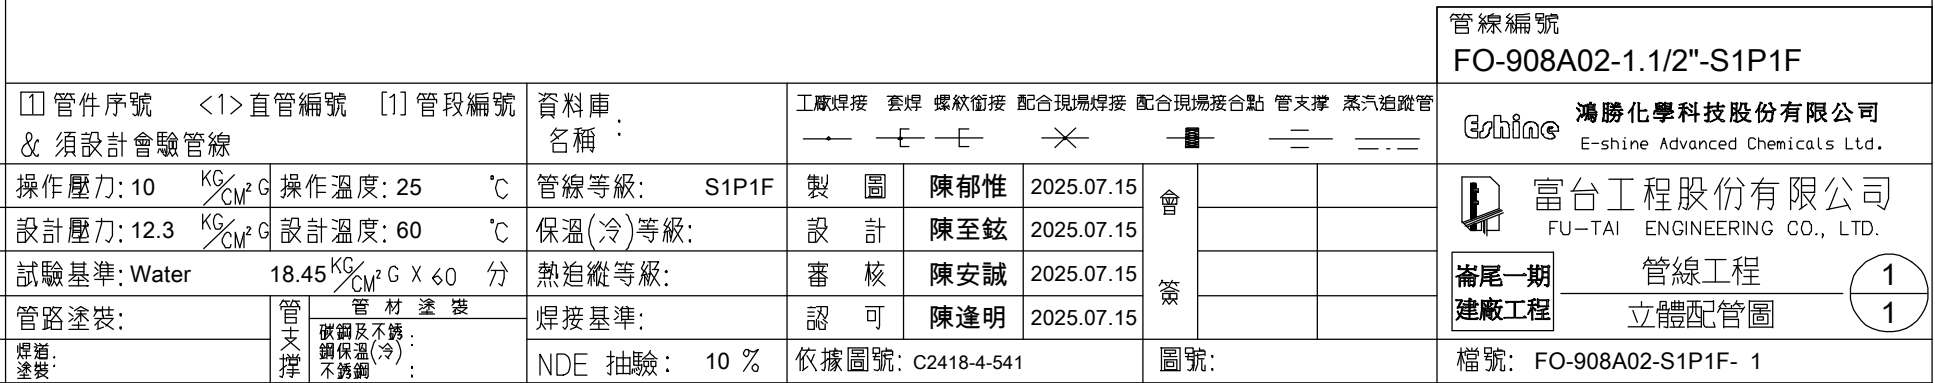 管線編號
FO-908A02-1.1/2"-S1P1F
1 管件序號 <1>直管編號 [1] 管段編號
& 須設計會驗管線
資料庫
名稱 :
工廠焊接 套焊 螺紋銜接 配合現場焊接 配合現場接合點 管支撐 蒸汽追蹤管
Eshine 鴻勝化學科技股份有限公司
E-shine Advanced Chemicals Ltd.
操作壓力: 10 KG/CM² G 操作溫度: 25 °C 管線等級: S1P1F 製 圖 陳郁惟 2025.07.15
設計壓力: 12.3 KG/CM² G 設計溫度: 60 °C 保溫(冷)等級: 設 計 陳至鉉 2025.07.15
試驗基準: Water 18.45 KG/CM² G X 60 分 熱追縱等級: 審 核 陳安誠 2025.07.15
管路塗裝: 管支撐 管 材 塗 裝 焊接基準: 認 可 陳逢明 2025.07.15
會
簽
碳鋼及不銹
鋼保溫(冷) :
不銹鋼 :
焊道
塗裝:
NDE 抽驗: 10 % 依據圖號: C2418-4-541 圖號:
富台工程股份有限公司
FU-TAI ENGINEERING CO., LTD.
崙尾一期
建廠工程
管線工程
立體配管圖
1
1
檔號: FO-908A02-S1P1F- 1